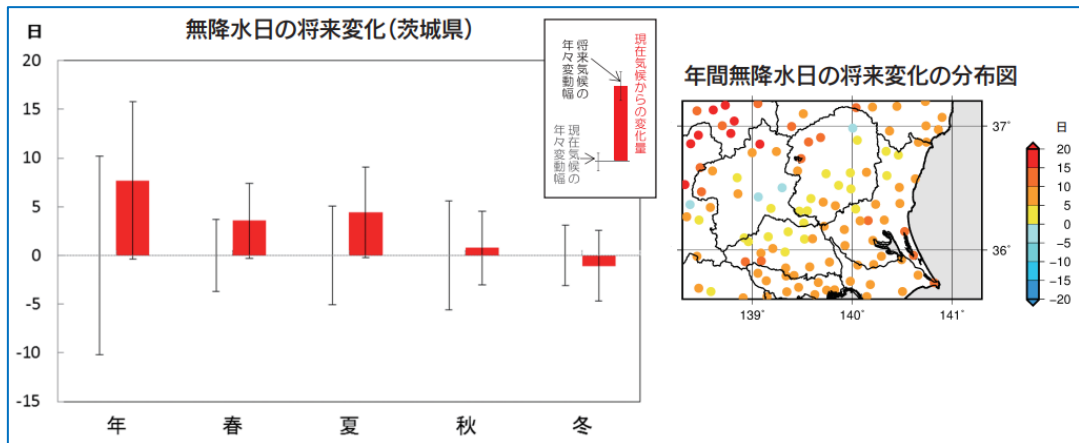 無降水日の将来変化(茨城県)
日
20
15
10
5
0
-5
-10
-15
年
春
夏
秋
冬
現在気候からの変化量
将来気候の
年々変動幅
現在気候の
年々変動幅
年間無降水日の将来変化の分布図
37°
36°
139°
140°
141°
日
20
15
10
5
0
-5
-10
-15
-20